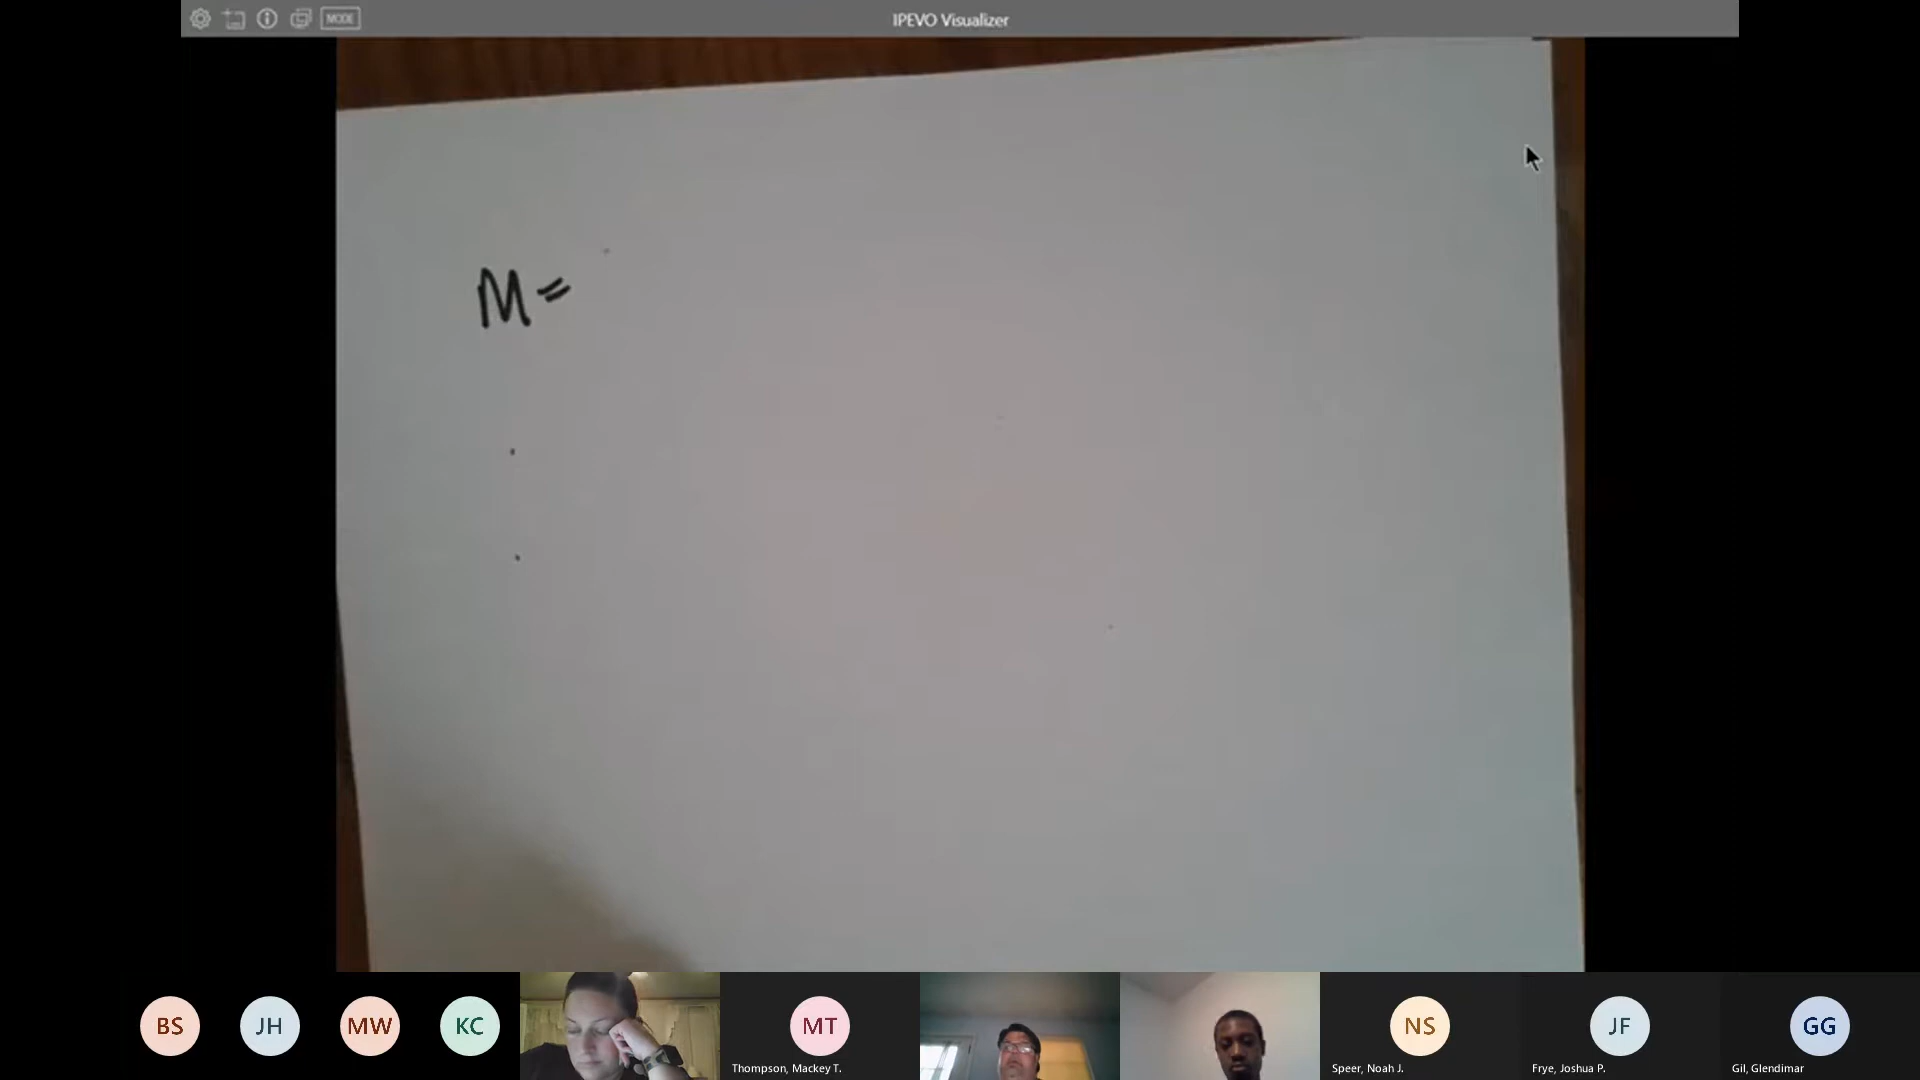 MODE
IPEVO Visualizer
M=
BS
JH
MW
KC
MT
NS
JF
GG
Thompson, Mackey T.
Speer, Noah J.
Frye, Joshua P.
Gil, Glendimar